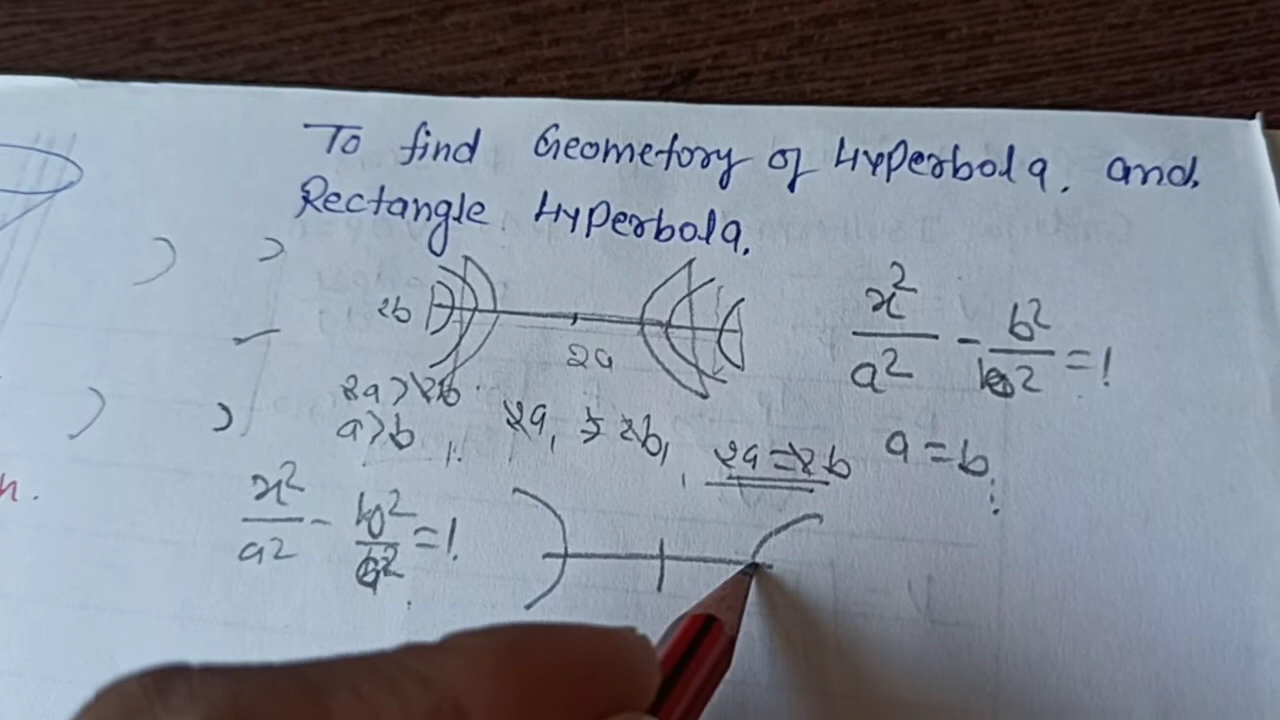 To find Geometory of Hyperbola. and.
Rectangle Hyperbola.
2b
2a
x²/a² - b²/b² = 1
2a > 2b
a > b, 2a, > 2b, 2a = 2b a = b
x²/a² - b²/a² = 1
n.